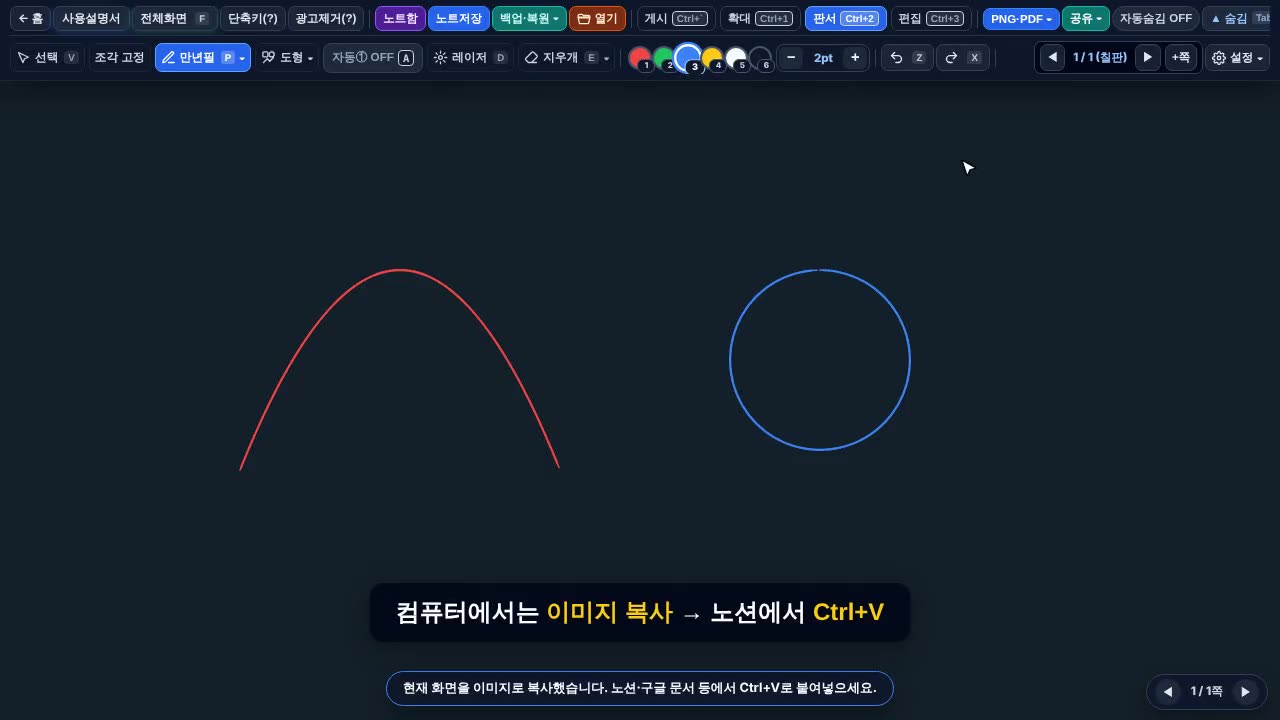 ← 홈 사용설명서 전체화면 F 단축키(?) 광고제거(?) 노트함 노트저장 백업·복원 열기 게시 Ctrl+` 확대 Ctrl+1 판서 Ctrl+2 편집 Ctrl+3 PNG·PDF 공유 자동숨김 OFF ▲ 숨김 Tab
선택 V 조각 고정 만년필 P 도형 자동① OFF A 레이저 D 지우개 E 1 2 3 4 5 6 − 2pt + Z X ◀ 1 / 1(칠판) ▶ +쪽 설정
컴퓨터에서는 이미지 복사 → 노션에서 Ctrl+V
현재 화면을 이미지로 복사했습니다. 노션·구글 문서 등에서 Ctrl+V로 붙여넣으세요.
◀ 1 / 1쪽 ▶